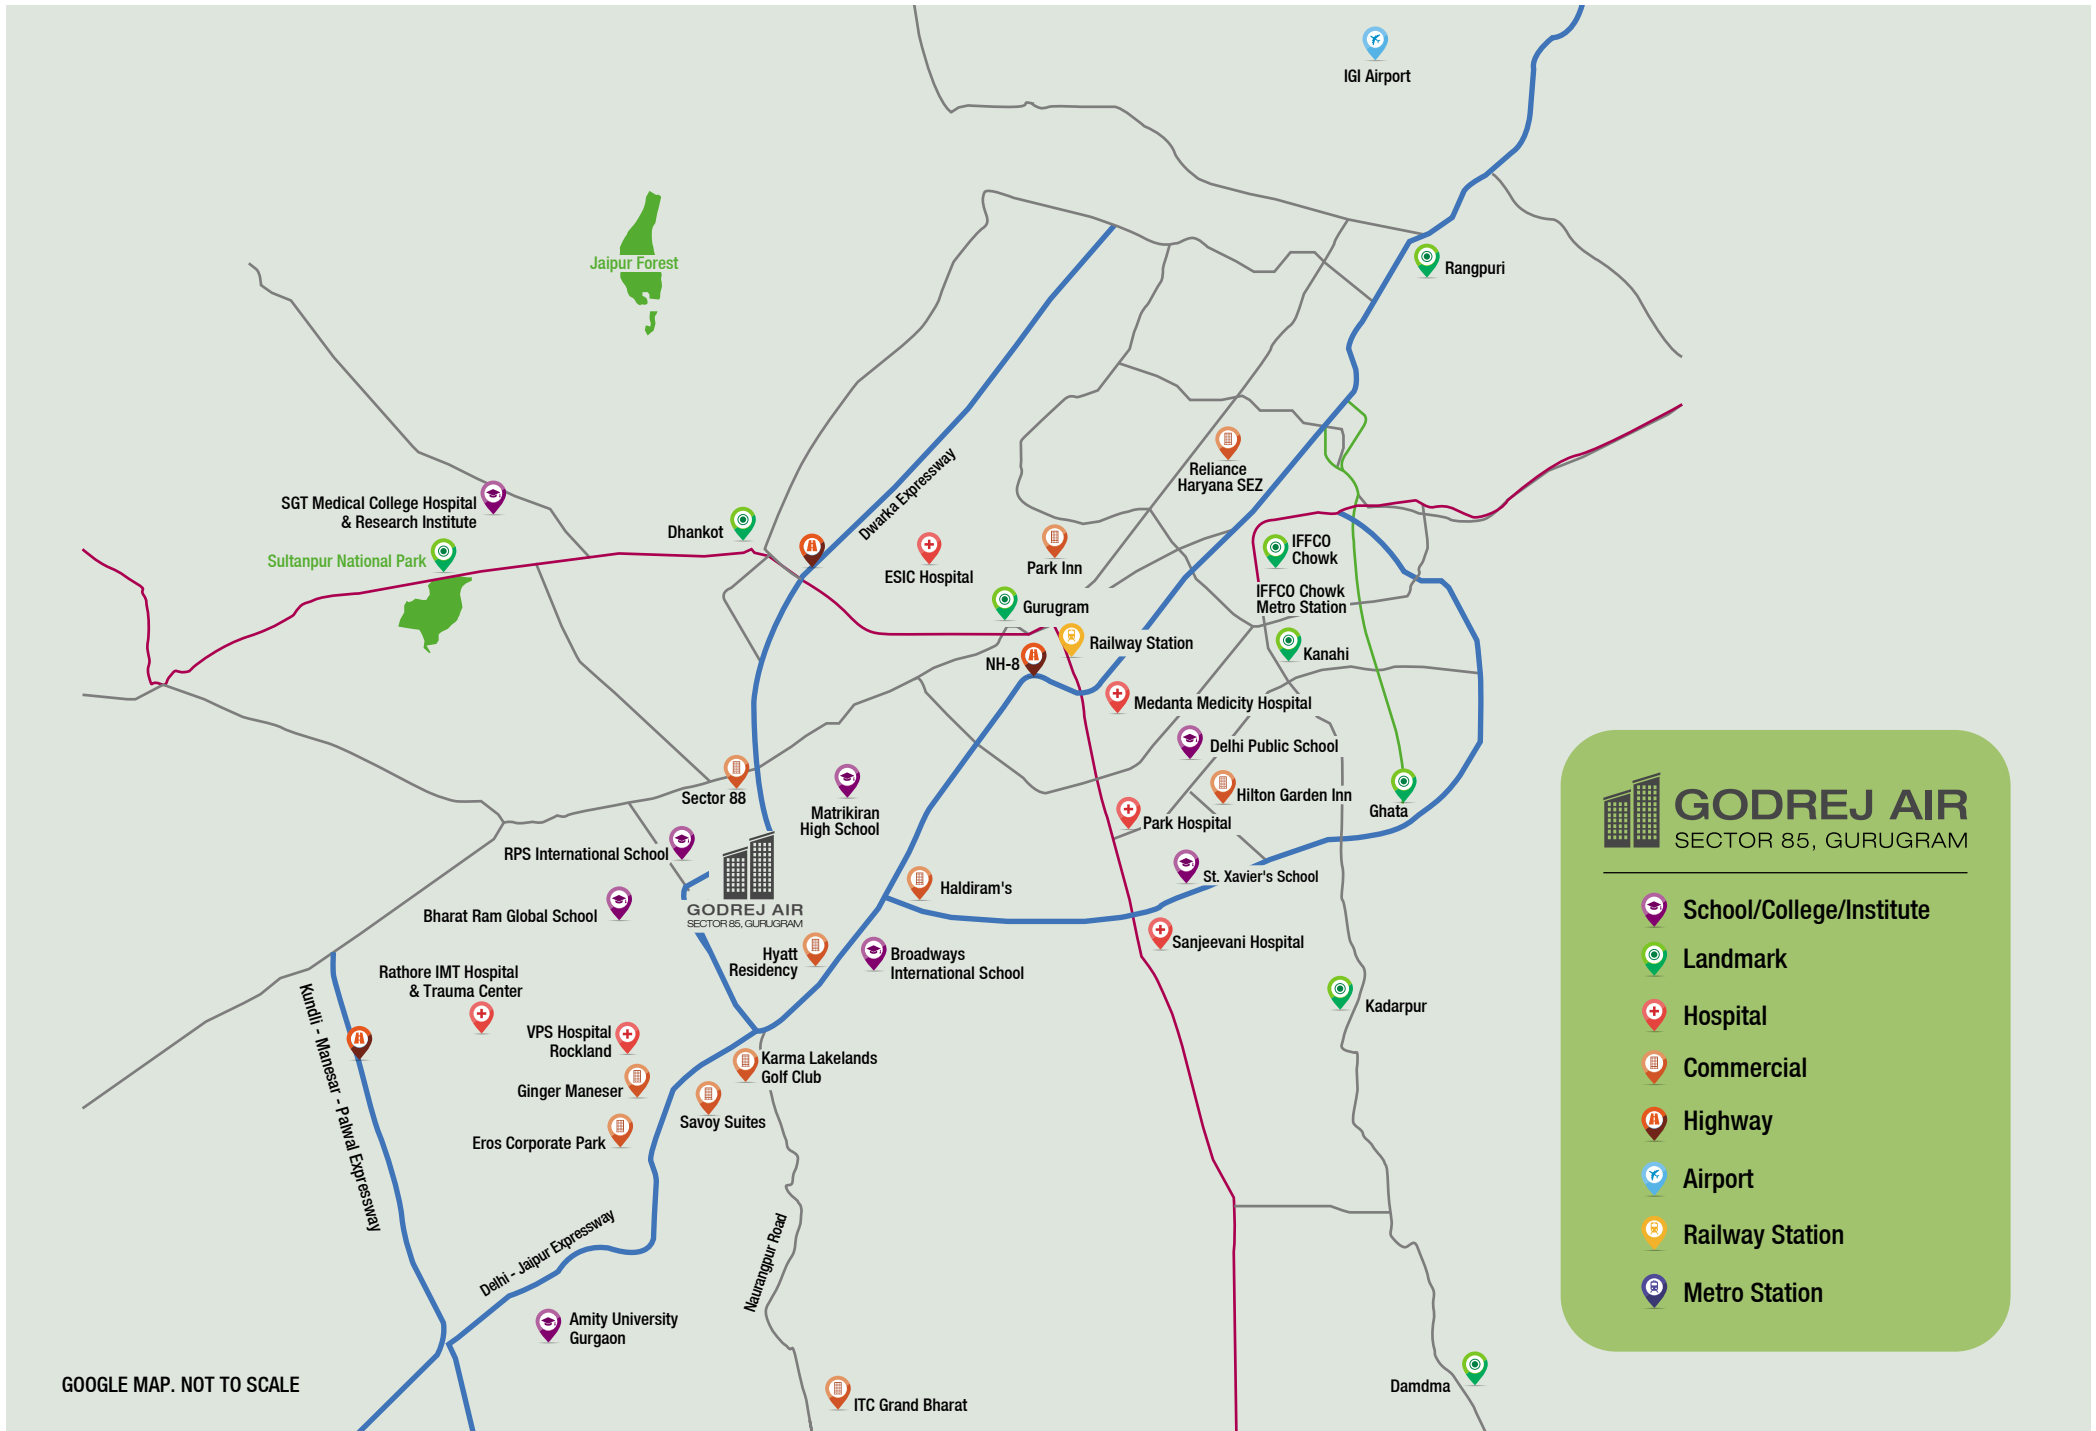 IGI Airport
Rangpuri
Jaipur Forest
Dwarka Expressway
Reliance
Haryana SEZ
SGT Medical College Hospital
& Research Institute
Sultanpur National Park
Dhankot
ESIC Hospital
Park Inn
IFFCO
Chowk
IFFCO Chowk
Metro Station
Gurugram
Railway Station
NH-8
Kanahi
Medanta Medicity Hospital
Delhi Public School
Hilton Garden Inn
Ghata
Park Hospital
Sector 88
Matrikiran
High School
RPS International School
St. Xavier's School
Haldiram's
GODREJ AIR
SECTOR 85, GURUGRAM
Bharat Ram Global School
Hyatt
Residency
Broadways
International School
Sanjeevani Hospital
Rathore IMT Hospital
& Trauma Center
Kadarpur
VPS Hospital
Rockland
Karma Lakelands
Golf Club
Ginger Maneser
Savoy Suites
Eros Corporate Park
Kundli - Manesar - Palwal Expressway
Delhi - Jaipur Expressway
Naurangpur Road
Amity University
Gurgaon
ITC Grand Bharat
Damdma
GOOGLE MAP. NOT TO SCALE
GODREJ AIR
SECTOR 85, GURUGRAM
School/College/Institute
Landmark
Hospital
Commercial
Highway
Airport
Railway Station
Metro Station